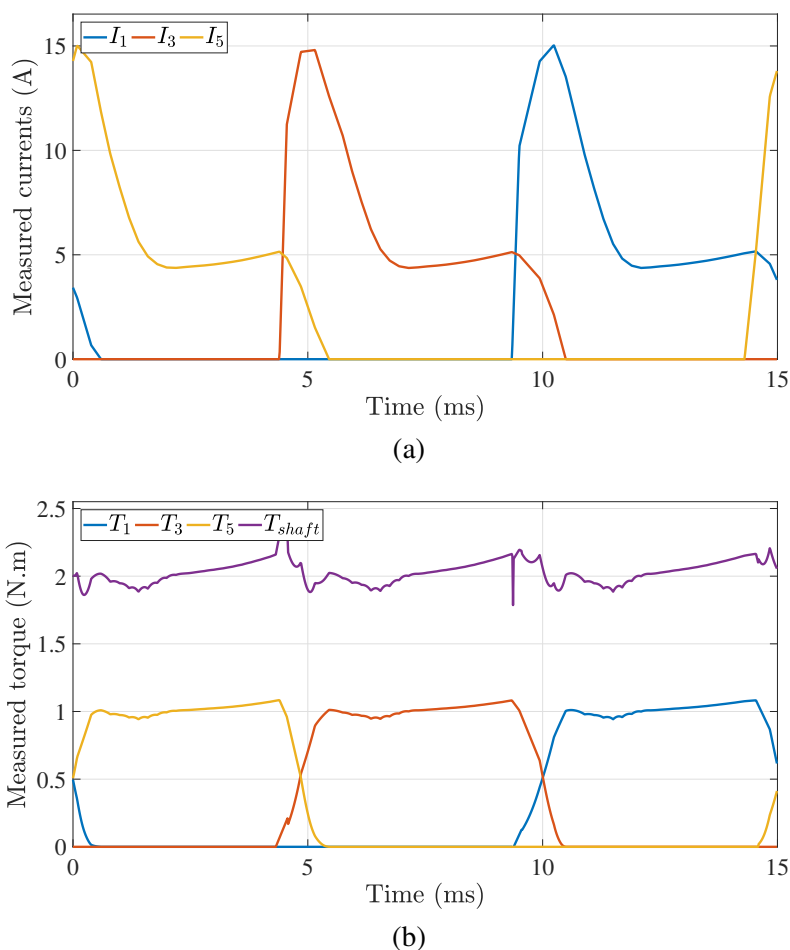 I1 I3 I5
Measured currents (A)
15
10
5
0
0 5 10 15
Time (ms)
(a)
T1 T3 T5 Tshaft
Measured torque (N.m)
2.5
2
1.5
1
0.5
0
0 5 10 15
Time (ms)
(b)